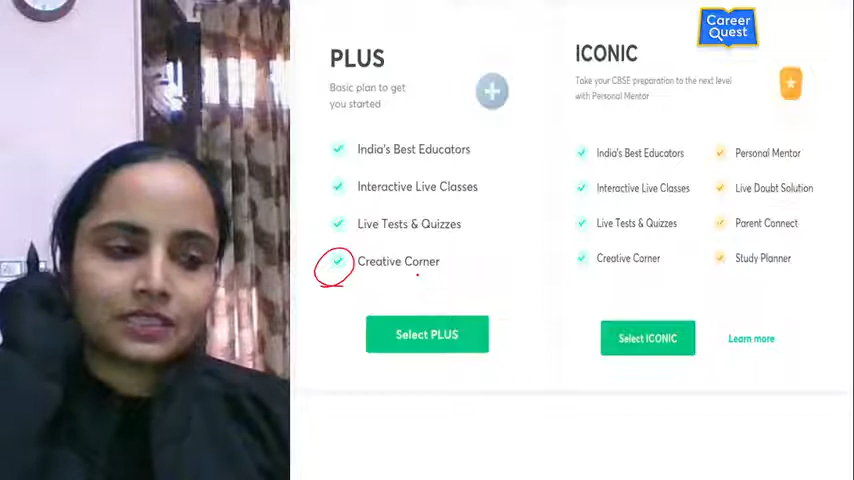 Career
Quest
PLUS
Basic plan to get
you started
India's Best Educators
Interactive Live Classes
Live Tests & Quizzes
Creative Corner
Select PLUS
ICONIC
Take your CBSE preparation to the next level
with Personal Mentor
India's Best Educators
Interactive Live Classes
Live Tests & Quizzes
Creative Corner
Personal Mentor
Live Doubt Solution
Parent Connect
Study Planner
Select ICONIC
Learn more